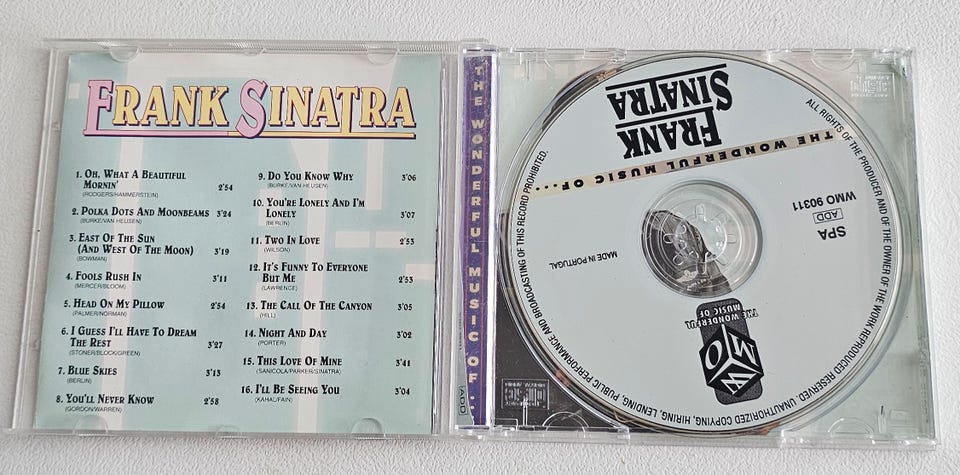 FRANK SINATRA
1. OH, WHAT A BEAUTIFUL
MORNIN' 2'54
(RODGERS/HAMMERSTEIN)
2. POLKA DOTS AND MOONBEAMS 3'24
(BURKE/VAN HEUSEN)
3. EAST OF THE SUN
(AND WEST OF THE MOON) 3'19
(BOWMAN)
4. FOOLS RUSH IN 3'11
(MERCER/BLOOM)
5. HEAD ON MY PILLOW 2'54
(PALMER/NORMAN)
6. I GUESS I'LL HAVE TO DREAM
THE REST 3'27
(STONER/BLOCK/GREEN)
7. BLUE SKIES 3'13
(BERLIN)
8. YOU'LL NEVER KNOW 2'58
(GORDON/WARREN)
9. DO YOU KNOW WHY 3'06
(BURKE/VAN HEUSEN)
10. YOU'RE LONELY AND I'M
LONELY 3'07
(BERLIN)
11. TWO IN LOVE 2'53
(WILSON)
12. IT'S FUNNY TO EVERYONE
BUT ME 2'53
(LAWRENCE)
13. THE CALL OF THE CANYON 3'05
(HILL)
14. NIGHT AND DAY 3'02
(PORTER)
15. THIS LOVE OF MINE 3'41
(SANICOLA/PARKER/SINATRA)
16. I'LL BE SEEING YOU 3'04
(KAHAL/FAIN)
THE WONDERFUL MUSIC OF...
ADD
FRANK
SINATRA
THE WONDERFUL MUSIC OF...
ALL RIGHTS OF THE PRODUCER AND OF THE OWNER OF THE WORK REPRODUCED RESERVED. UNAUTHORIZED COPYING, HIRING, LENDING, PUBLIC PERFORMANCE AND BROADCASTING OF THIS RECORD PROHIBITED.
SPA
ADD
WMO 90311
MADE IN PORTUGAL
THE WONDERFUL
MUSIC OF
WMO